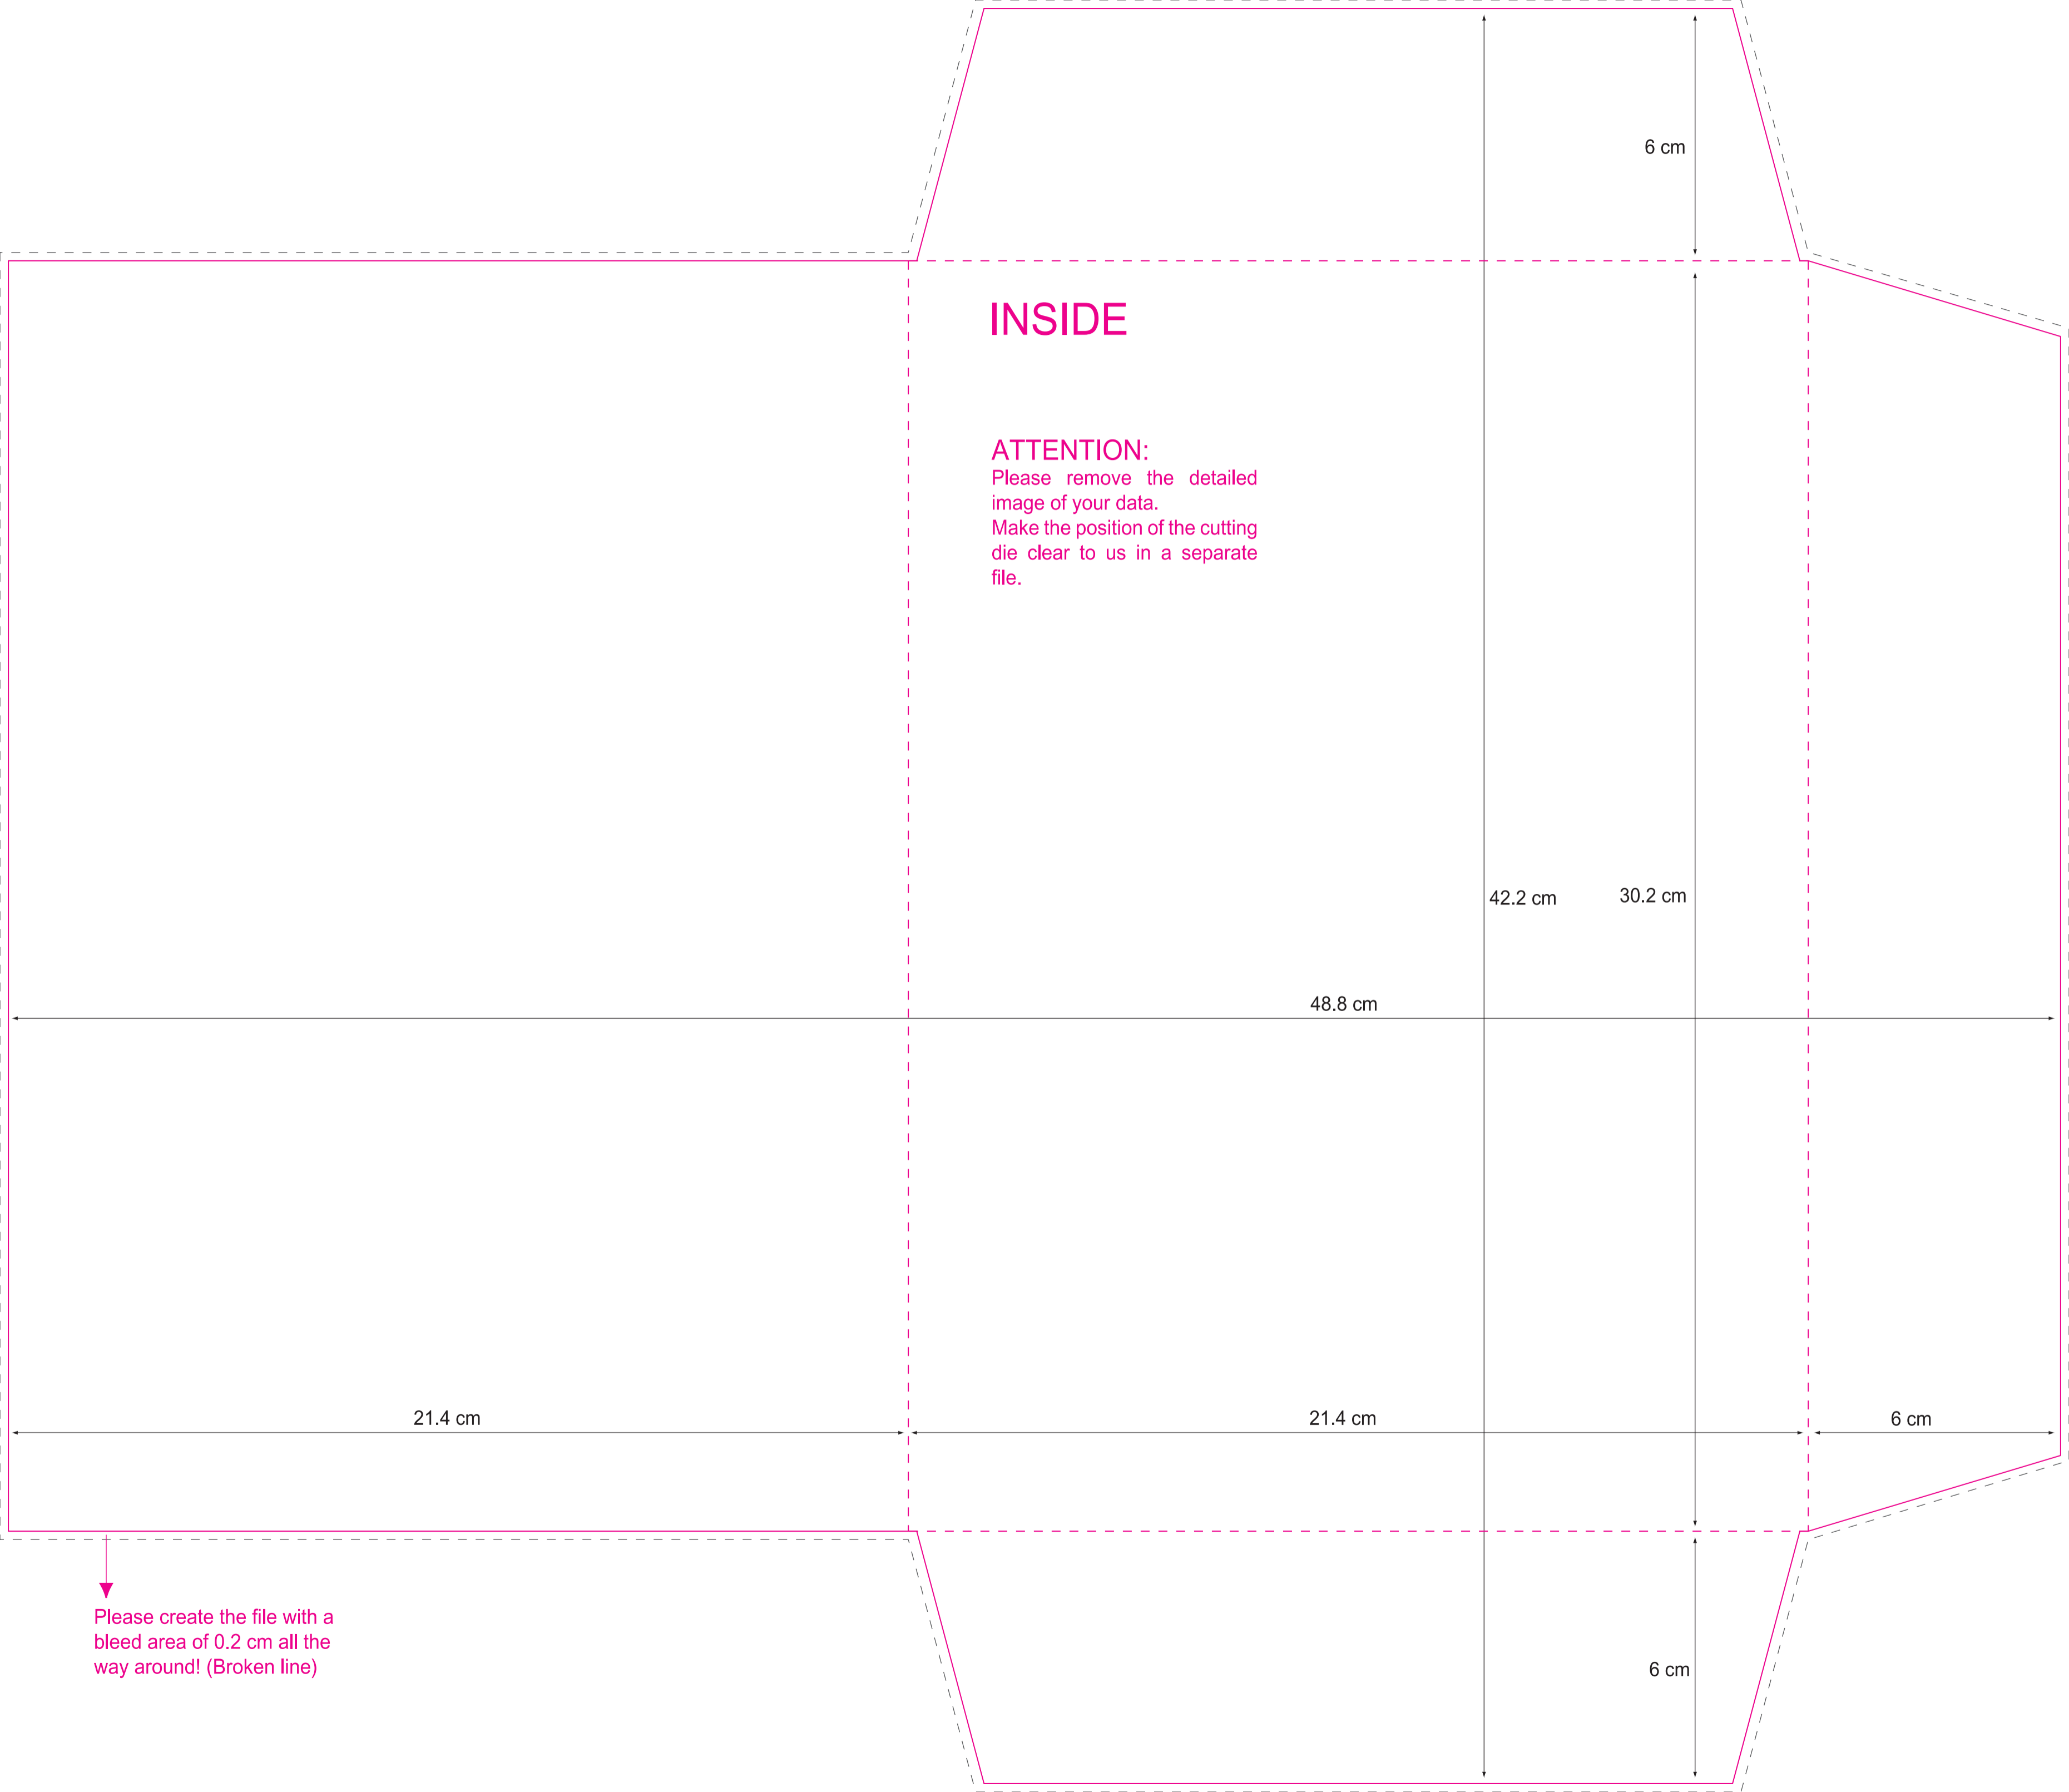 6 cm
INSIDE
ATTENTION:
Please remove the detailed
image of your data.
Make the position of the cutting
die clear to us in a separate
file.
42.2 cm
30.2 cm
48.8 cm
21.4 cm
21.4 cm
6 cm
Please create the file with a
bleed area of 0.2 cm all the
way around! (Broken line)
6 cm